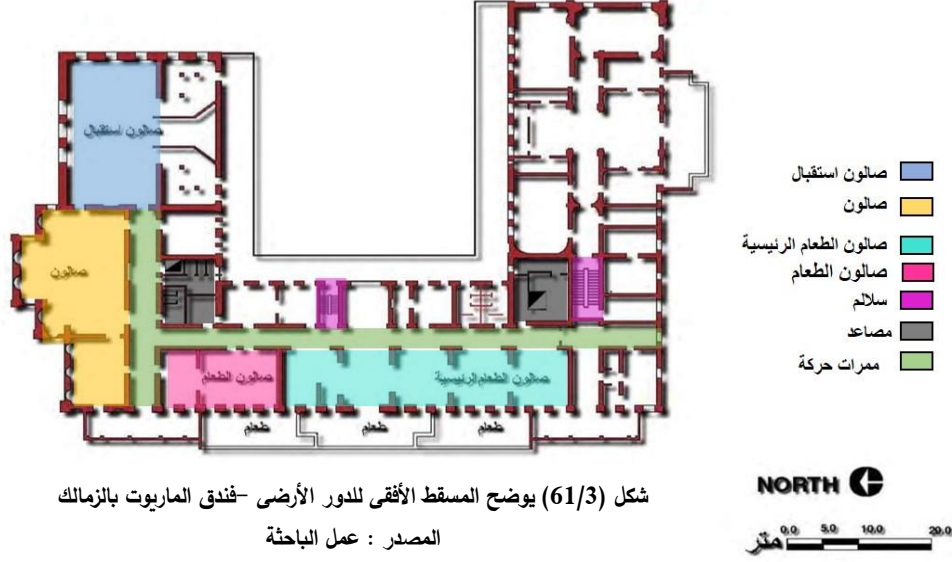 صالون استقبال
صالون
صالون الطعام
صالون الطعام الرئيسية
طعام
طعام
طعام
صالون استقبال
صالون
صالون الطعام الرئيسية
صالون الطعام
سلالم
مصاعد
ممرات حركة
NORTH
0.0 5.0 10.0 20.0
متر
شكل (61/3) يوضح المسقط الأفقى للدور الأرضى –فندق الماريوت بالزمالك
المصدر : عمل الباحثة